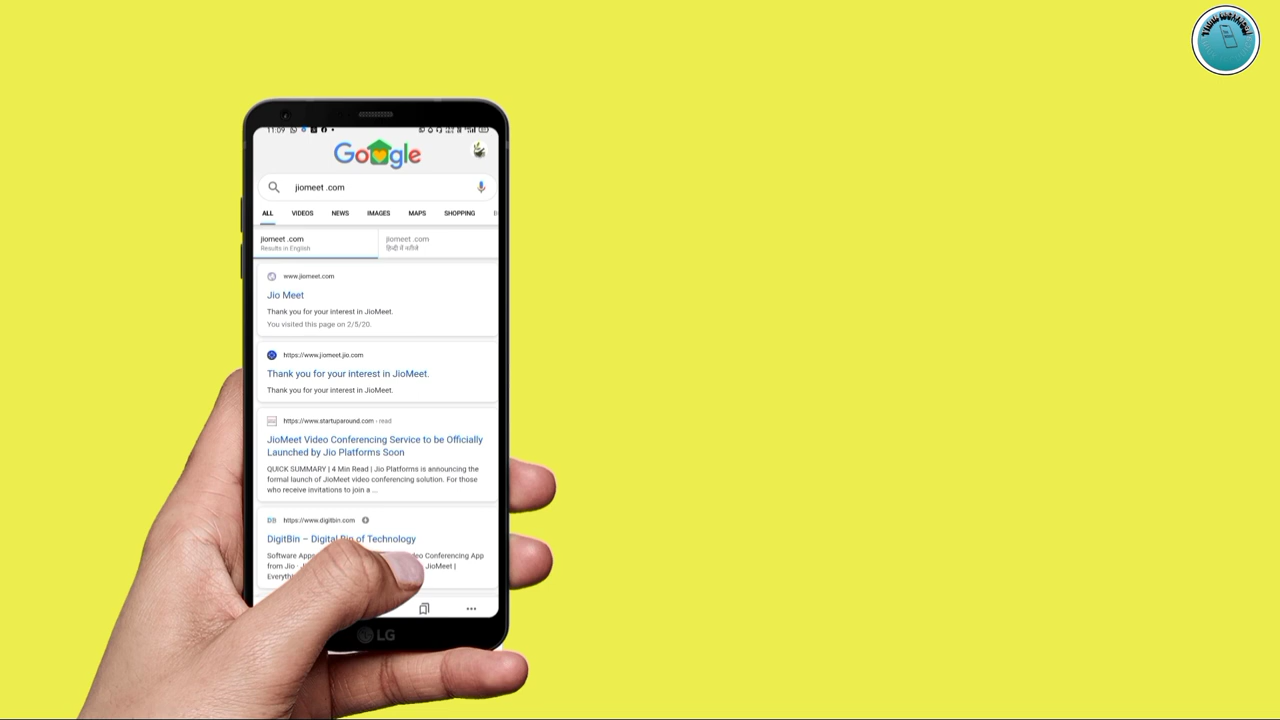 11:09
Google
jiomeet .com
ALL VIDEOS NEWS IMAGES MAPS SHOPPING
jiomeet .com
Results in English
jiomeet .com
हिन्दी में नतीजे
www.jiomeet.com
Jio Meet
Thank you for your interest in JioMeet.
You visited this page on 2/5/20.
https://www.jiomeet.jio.com
Thank you for your interest in JioMeet.
Thank you for your interest in JioMeet.
https://www.startuparound.com › read
JioMeet Video Conferencing Service to be Officially
Launched by Jio Platforms Soon
QUICK SUMMARY | 4 Min Read | Jio Platforms is announcing the
formal launch of JioMeet video conferencing solution. For those
who receive invitations to join a ...
https://www.digitbin.com
DigitBin – Digital Bin of Technology
Software Apps Conferencing App
from Jio · JioMeet |
LG